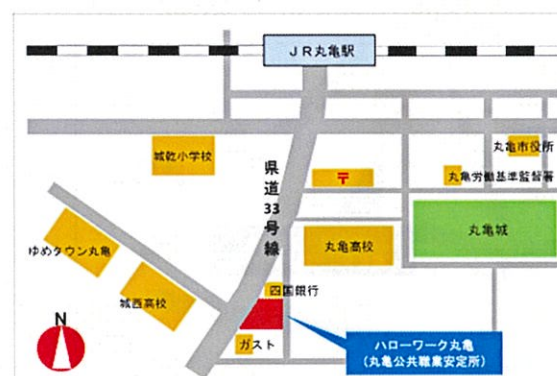 JR丸亀駅
丸亀市役所
城乾小学校
県道33号線
〒
丸亀労働基準監督署
丸亀城
丸亀高校
ゆめタウン丸亀
城西高校
四国銀行
ガスト
N
ハローワーク丸亀
(丸亀公共職業安定所)